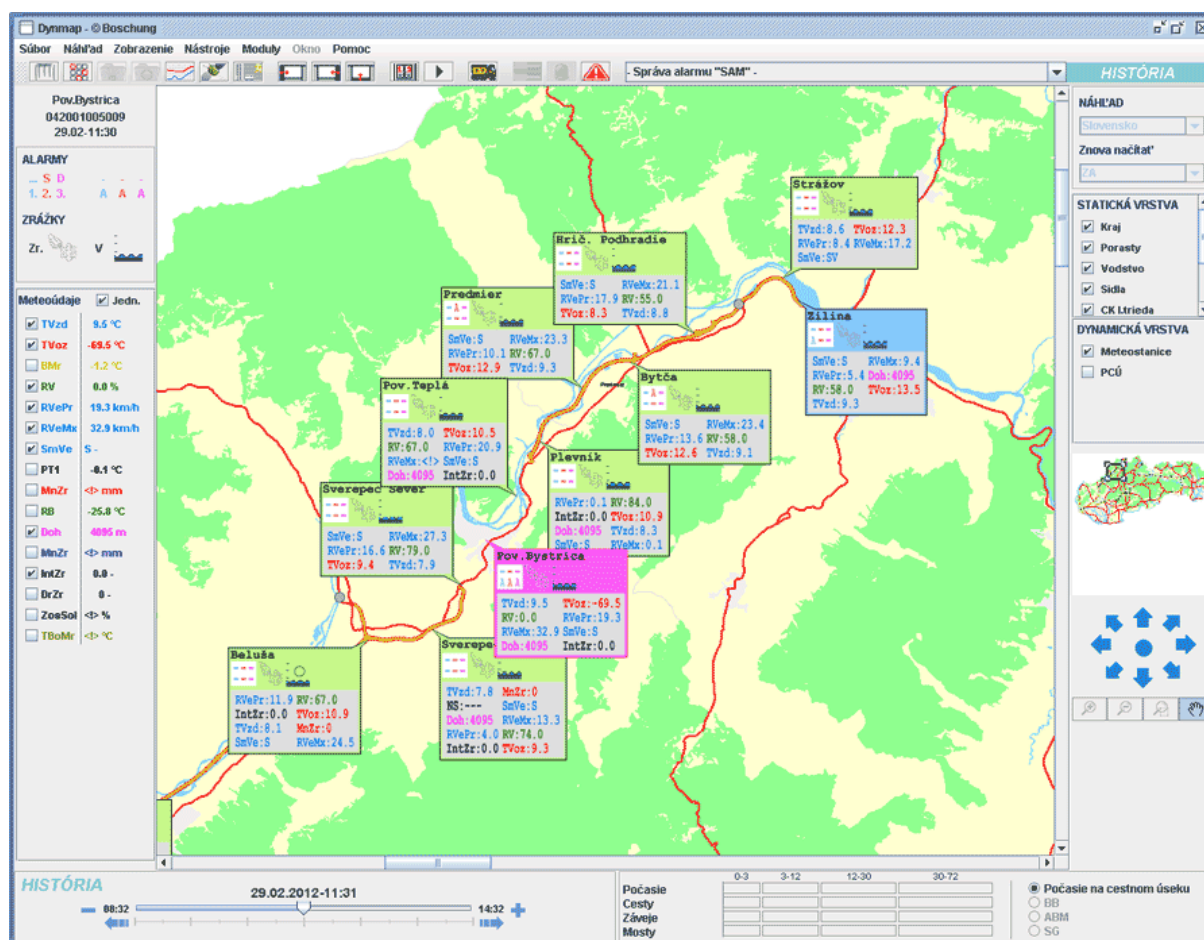 Dynmap - © Boschung
Súbor Náhľad Zobrazenie Nástroje Moduly Okno Pomoc
- Správa alarmu "SAM" -
HISTÓRIA
Pov.Bystrica
042001005009
29.02-11:30
ALARMY
... S D - - -
1. 2. 3. A A A
ZRÁŽKY
Zr. V
Meteoúdaje Jedn.
TVzd 9.5 °C
TVoz -69.5 °C
BMr -1.2 °C
RV 0.0 %
RVePr 19.3 km/h
RVeMx 32.9 km/h
SmVe S -
PT1 -0.1 °C
MnZr <!> mm
RB -25.8 °C
Doh 4095 m
MnZr <!> mm
IntZr 0.0 -
DrZr 0 -
ZosSol <!> %
TBoMr <!> °C
Strážov
TVzd:8.6 TVoz:12.3
RVePr:8.4 RVeMx:17.2
SmVe:SV
Hrič. Podhradie
SmVe:S RVeMx:21.1
RVePr:17.9 RV:55.0
TVoz:8.3 TVzd:8.8
Predmier
SmVe:S RVeMx:23.3
RVePr:10.1 RV:67.0
TVoz:12.9 TVzd:9.3
Žilina
SmVe:S RVeMx:9.4
RVePr:5.4 Doh:4095
RV:58.0 TVoz:13.5
TVzd:9.3
Bytča
SmVe:S RVeMx:23.4
RVePr:13.6 RV:58.0
TVoz:12.6 TVzd:9.1
Pov.Teplá
TVzd:8.0 TVoz:10.5
RV:67.0 RVePr:20.9
RVeMx:<!> SmVe:S
Doh:4095 IntZr:0.0
Plevník
RVePr:0.1 RV:84.0
IntZr:0.0 TVoz:10.9
Doh:4095 TVzd:8.3
SmVe:S RVeMx:0.1
Sverepec Sever
SmVe:S RVeMx:27.3
RVePr:16.6 RV:79.0
TVoz:9.4 TVzd:7.9
Pov.Bystrica
TVzd:9.5 TVoz:-69.5
RV:0.0 RVePr:19.3
RVeMx:32.9 SmVe:S
Doh:4095 IntZr:0.0
Beluša
RVePr:11.9 RV:67.0
IntZr:0.0 TVoz:10.9
TVzd:8.1 MnZr:0
SmVe:S RVeMx:24.5
Sverepe
TVzd:7.8 MnZr:0
NS:--- SmVe:S
Doh:4095 RVeMx:13.3
RVePr:4.0 RV:74.0
IntZr:0.0 TVoz:9.3
NÁHĽAD
Slovensko
Znova načítať
ZA
STATICKÁ VRSTVA
Kraj
Porasty
Vodstvo
Sídla
CK I.trieda
DYNAMICKÁ VRSTVA
Meteostanice
PCÚ
HISTÓRIA
29.02.2012-11:31
08:32 14:32
0-3 3-12 12-30 30-72
Počasie
Cesty
Záveje
Mosty
Počasie na cestnom úseku
BB
ABM
SG